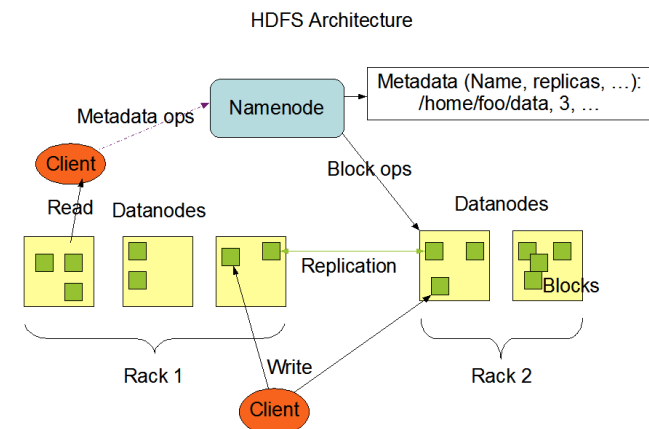 HDFS Architecture
Metadata (Name, replicas, ...):
/home/foo/data, 3, ...
Namenode
Metadata ops
Client
Block ops
Read
Datanodes
Datanodes
Replication
Blocks
Rack 1
Write
Rack 2
Client